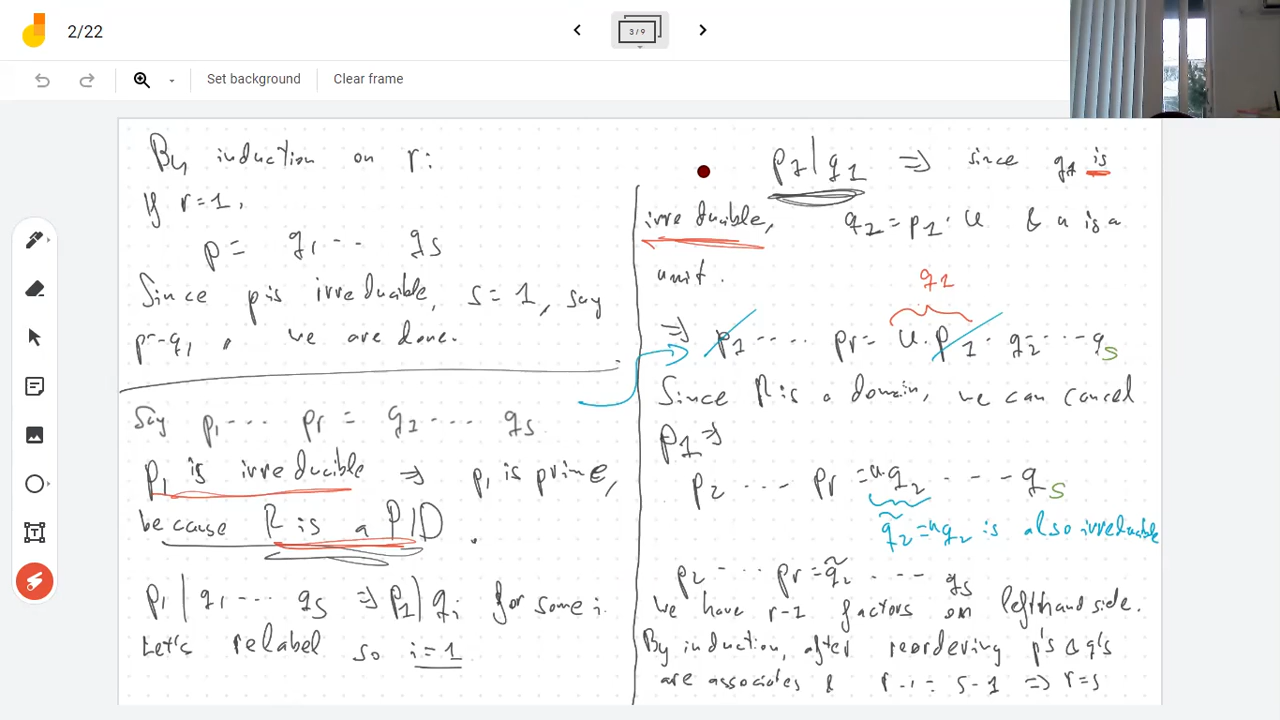 2/22
3 / 9
Set background
Clear frame
By induction on r:
If r=1,
p = q₁ ... qs
Since p is irreducible, s = 1, say
p=q₁, we are done.
Say p₁ ... pr = q₁ ... qs
p₁ is irreducible ⇒ p₁ is prime,
because R is a PID.
p₁ | q₁ ... qs ⇒ p₁ | qi for some i.
Let's relabel so i=1
p₁ | q₁ ⇒ since q₁ is
irreducible, q₁ = p₁ · u & u is a
unit.
q₁
⇒ p₁ .... pr = u · p₁ · q₂ ... qs
Since R is a domain, we can cancel
p₁ ⇒
p₂ ... pr = uq₂ ... qs
q̃₂ = uq₂ is also irreducible
p₂ ... pr = q̃₂ .... qs
We have r-1 factors on lefthand side.
By induction, after reordering p's & q's
are associates & r-1 = s-1 ⇒ r=s